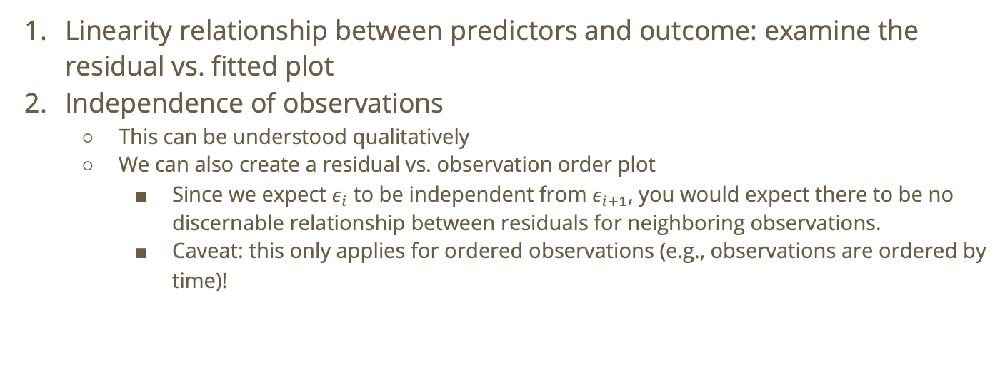 1. Linearity relationship between predictors and outcome: examine the
residual vs. fitted plot
2. Independence of observations
○ This can be understood qualitatively
○ We can also create a residual vs. observation order plot
■ Since we expect ϵᵢ to be independent from ϵᵢ₊₁, you would expect there to be no
discernable relationship between residuals for neighboring observations.
■ Caveat: this only applies for ordered observations (e.g., observations are ordered by
time)!